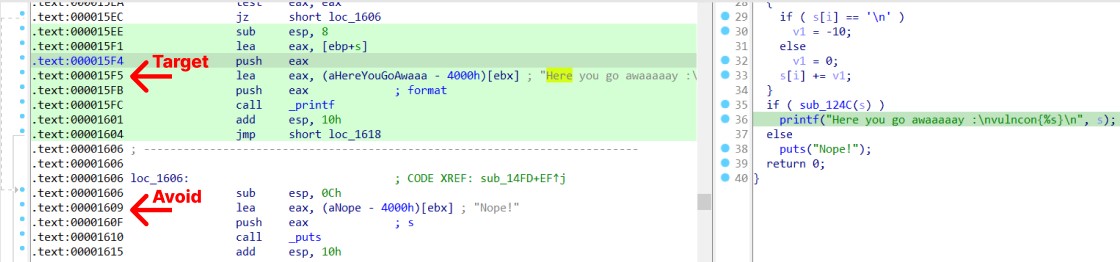 .text:000015EA test eax, eax
.text:000015EC jz short loc_1606
.text:000015EE sub esp, 8
.text:000015F1 lea eax, [ebp+s]
.text:000015F4 push eax
Target
.text:000015F5 lea eax, (aHereYouGoAwaaa - 4000h)[ebx] ; "Here you go awaaaaay :\
.text:000015FB push eax ; format
.text:000015FC call _printf
.text:00001601 add esp, 10h
.text:00001604 jmp short loc_1618
.text:00001606 ; ---------------------------------------------------------------------------
.text:00001606
.text:00001606 loc_1606: ; CODE XREF: sub_14FD+EF↑j
.text:00001606 sub esp, 0Ch
Avoid
.text:00001609 lea eax, (aNope - 4000h)[ebx] ; "Nope!"
.text:0000160F push eax ; s
.text:00001610 call _puts
.text:00001615 add esp, 10h
28 {
29 if ( s[i] == '\n' )
30 v1 = -10;
31 else
32 v1 = 0;
33 s[i] += v1;
34 }
35 if ( sub_124C(s) )
36 printf("Here you go awaaaaay :\nvulncon{%s}\n", s);
37 else
38 puts("Nope!");
39 return 0;
40 }